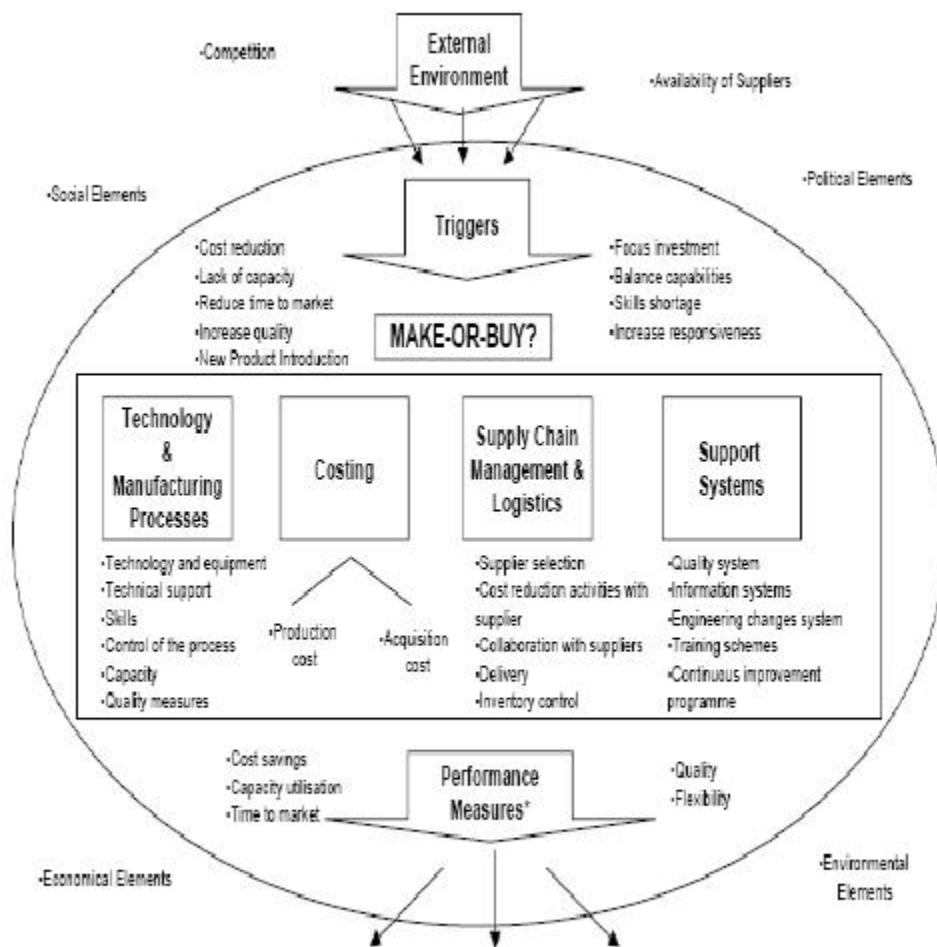 •Competition
External
Environment
•Availability of Suppliers
•Social Elements
•Political Elements
Triggers
•Cost reduction
•Lack of capacity
•Reduce time to market
•Increase quality
•New Product Introduction
•Focus investment
•Balance capabilities
•Skills shortage
•Increase responsiveness
MAKE-OR-BUY?
Technology
&
Manufacturing
Processes
Costing
Supply Chain
Management &
Logistics
Support
Systems
•Technology and equipment
•Technical support
•Skills
•Control of the process
•Capacity
•Quality measures
•Production
cost
•Acquisition
cost
•Supplier selection
•Cost reduction activities with
supplier
•Collaboration with suppliers
•Delivery
•Inventory control
•Quality system
•Information systems
•Engineering changes system
•Training schemes
•Continuous improvement
programme
•Cost savings
•Capacity utilisation
•Time to market
Performance
Measures*
•Quality
•Flexibility
•Economical Elements
•Environmental
Elements